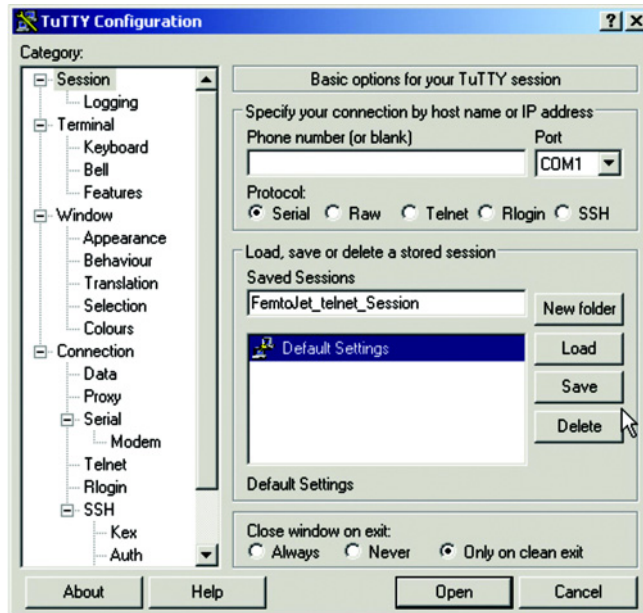 TuTTY Configuration
Category:
Session
Logging
Terminal
Keyboard
Bell
Features
Window
Appearance
Behaviour
Translation
Selection
Colours
Connection
Data
Proxy
Serial
Modem
Telnet
Rlogin
SSH
Kex
Auth
Basic options for your TuTTY session
Specify your connection by host name or IP address
Phone number (or blank) Port
COM1
Protocol:
Serial Raw Telnet Rlogin SSH
Load, save or delete a stored session
Saved Sessions
FemtoJet_telnet_Session
New folder
Default Settings
Load
Save
Delete
Default Settings
Close window on exit:
Always Never Only on clean exit
About Help Open Cancel